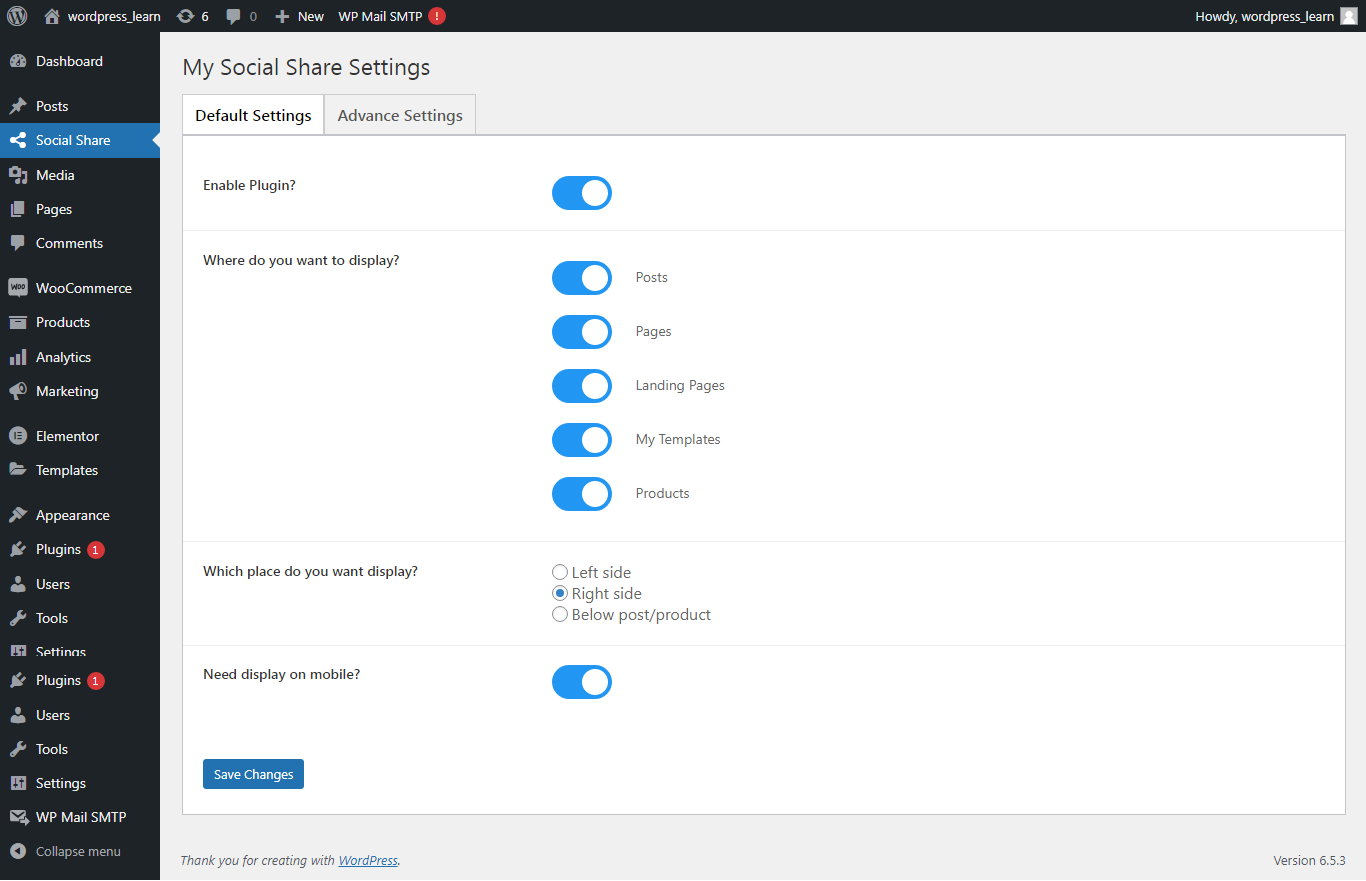 wordpress_learn 6 0 New WP Mail SMTP ! Howdy, wordpress_learn
Dashboard
Posts
Social Share
Media
Pages
Comments
WooCommerce
Products
Analytics
Marketing
Elementor
Templates
Appearance
Plugins 1
Users
Tools
Settings
Plugins 1
Users
Tools
Settings
WP Mail SMTP
Collapse menu
My Social Share Settings
Default Settings Advance Settings
Enable Plugin?
Where do you want to display?
Posts
Pages
Landing Pages
My Templates
Products
Which place do you want display?
Left side
Right side
Below post/product
Need display on mobile?
Save Changes
Thank you for creating with WordPress. Version 6.5.3